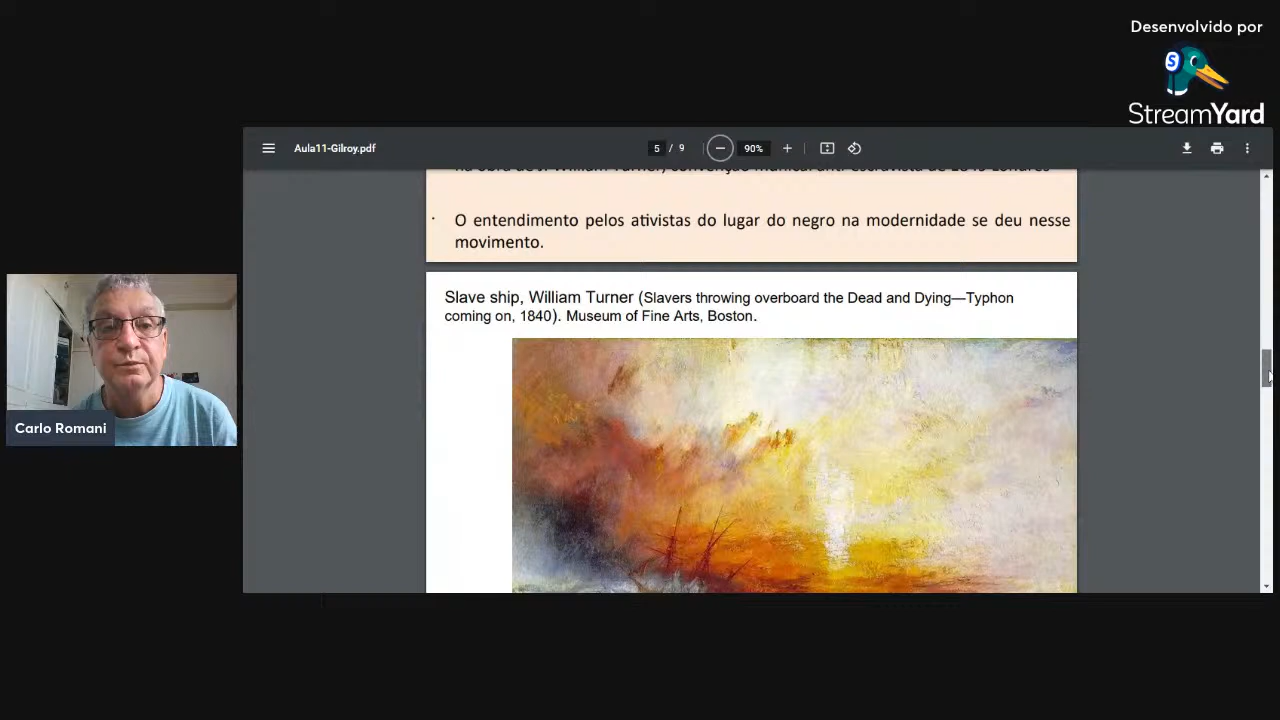 Desenvolvido por
StreamYard
Aula11-Gilroy.pdf
5 / 9
90%
O entendimento pelos ativistas do lugar do negro na modernidade se deu nesse
movimento.
Slave ship, William Turner (Slavers throwing overboard the Dead and Dying—Typhon
coming on, 1840). Museum of Fine Arts, Boston.
Carlo Romani